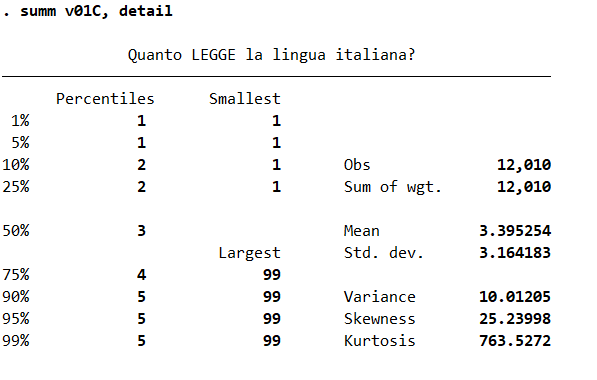 . summ v01C, detail
Quanto LEGGE la lingua italiana?
Percentiles Smallest
1% 1 1
5% 1 1
10% 2 1 Obs 12,010
25% 2 1 Sum of wgt. 12,010
50% 3 Mean 3.395254
Largest Std. dev. 3.164183
75% 4 99
90% 5 99 Variance 10.01205
95% 5 99 Skewness 25.23998
99% 5 99 Kurtosis 763.5272